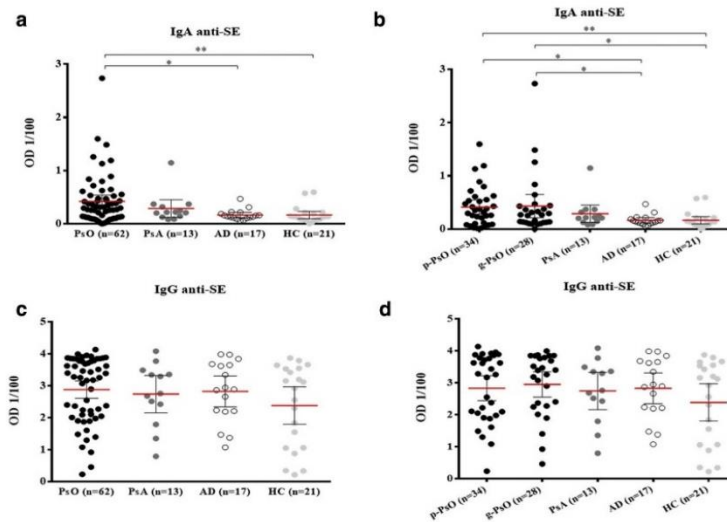 a
IgA anti-SE
**
*
3
2
1
0
OD 1/100
PsO (n=62) PsA (n=13) AD (n=17) HC (n=21)
b
IgA anti-SE
**
*
*
*
3
2
1
0
OD 1/100
p-PsO (n=34) g-PsO (n=28) PsA (n=13) AD (n=17) HC (n=21)
c
IgG anti-SE
5
4
3
2
1
0
OD 1/100
PsO (n=62) PsA (n=13) AD (n=17) HC (n=21)
d
IgG anti-SE
5
4
3
2
1
0
OD 1/100
p-PsO (n=34) g-PsO (n=28) PsA (n=13) AD (n=17) HC (n=21)